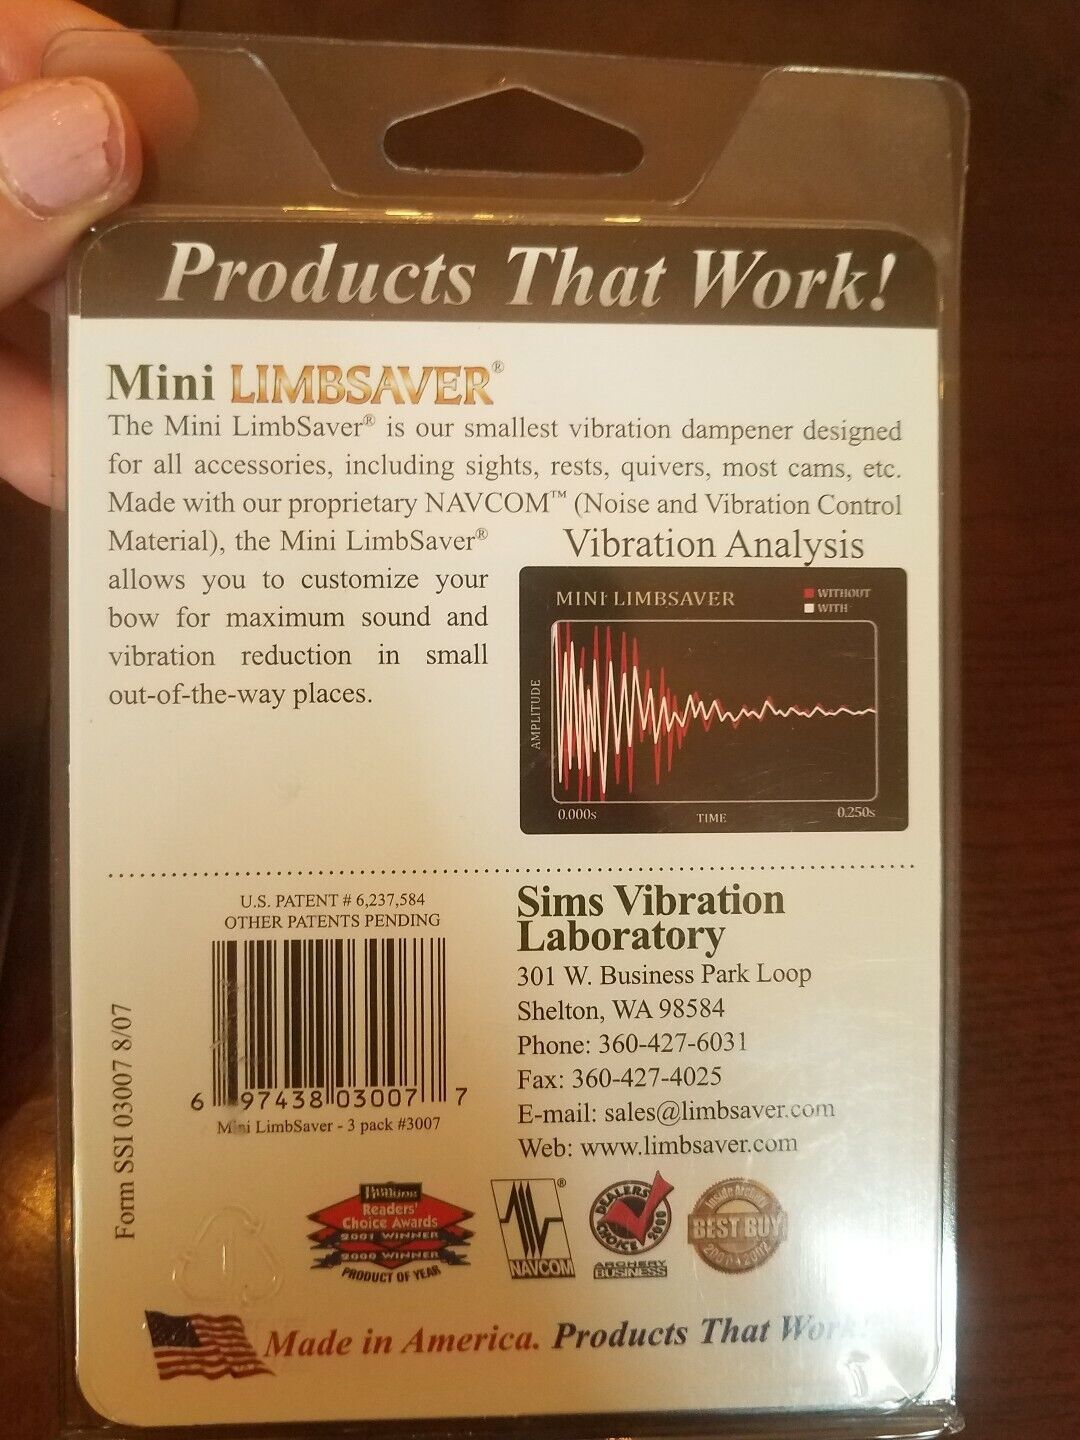 Products That Work!
Mini LIMBSAVER®
The Mini LimbSaver® is our smallest vibration dampener designed
for all accessories, including sights, rests, quivers, most cams, etc.
Made with our proprietary NAVCOM™ (Noise and Vibration Control
Material), the Mini LimbSaver®
allows you to customize your
bow for maximum sound and
vibration reduction in small
out-of-the-way places.
Vibration Analysis
MINI LIMBSAVER
WITHOUT
WITH
AMPLITUDE
0.000s
TIME
0.250s
U.S. PATENT # 6,237,584
OTHER PATENTS PENDING
6 97438 03007 7
Mini LimbSaver - 3 pack #3007
Form SSI 03007 8/07
Sims Vibration
Laboratory
301 W. Business Park Loop
Shelton, WA 98584
Phone: 360-427-6031
Fax: 360-427-4025
E-mail: sales@limbsaver.com
Web: www.limbsaver.com
Readers'
Choice Awards
2001 WINNER
2000 WINNER
PRODUCT OF YEAR
NAVCOM®
DEALERS
CHOICE 2000
ARCHERY
BUSINESS
Inside Archery
BEST BUY
Made in America. Products That Work!